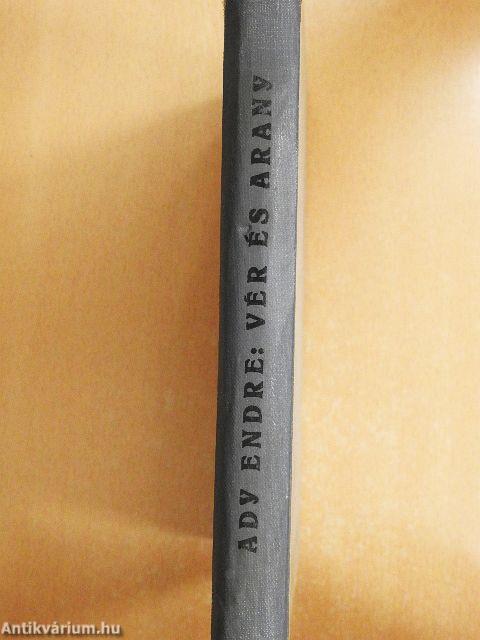 ADY ENDRE: VÉR ÉS ARANY
Antikvárium.hu